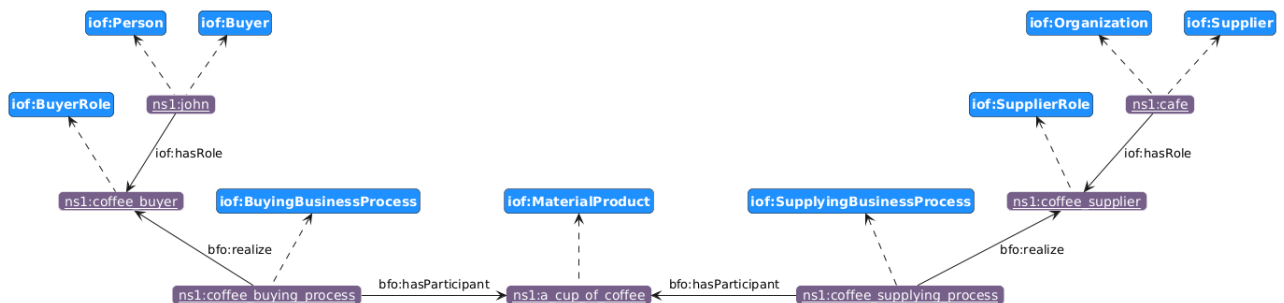 iof:Person
iof:Buyer
iof:Organization
iof:Supplier
iof:BuyerRole
ns1:john
iof:SupplierRole
ns1:cafe
iof:hasRole
iof:hasRole
ns1:coffee_buyer
iof:BuyingBusinessProcess
iof:MaterialProduct
iof:SupplyingBusinessProcess
ns1:coffee_supplier
bfo:realize
bfo:realize
bfo:hasParticipant
bfo:hasParticipant
ns1:coffee_buying_process
ns1:a_cup_of_coffee
ns1:coffee_supplying_process